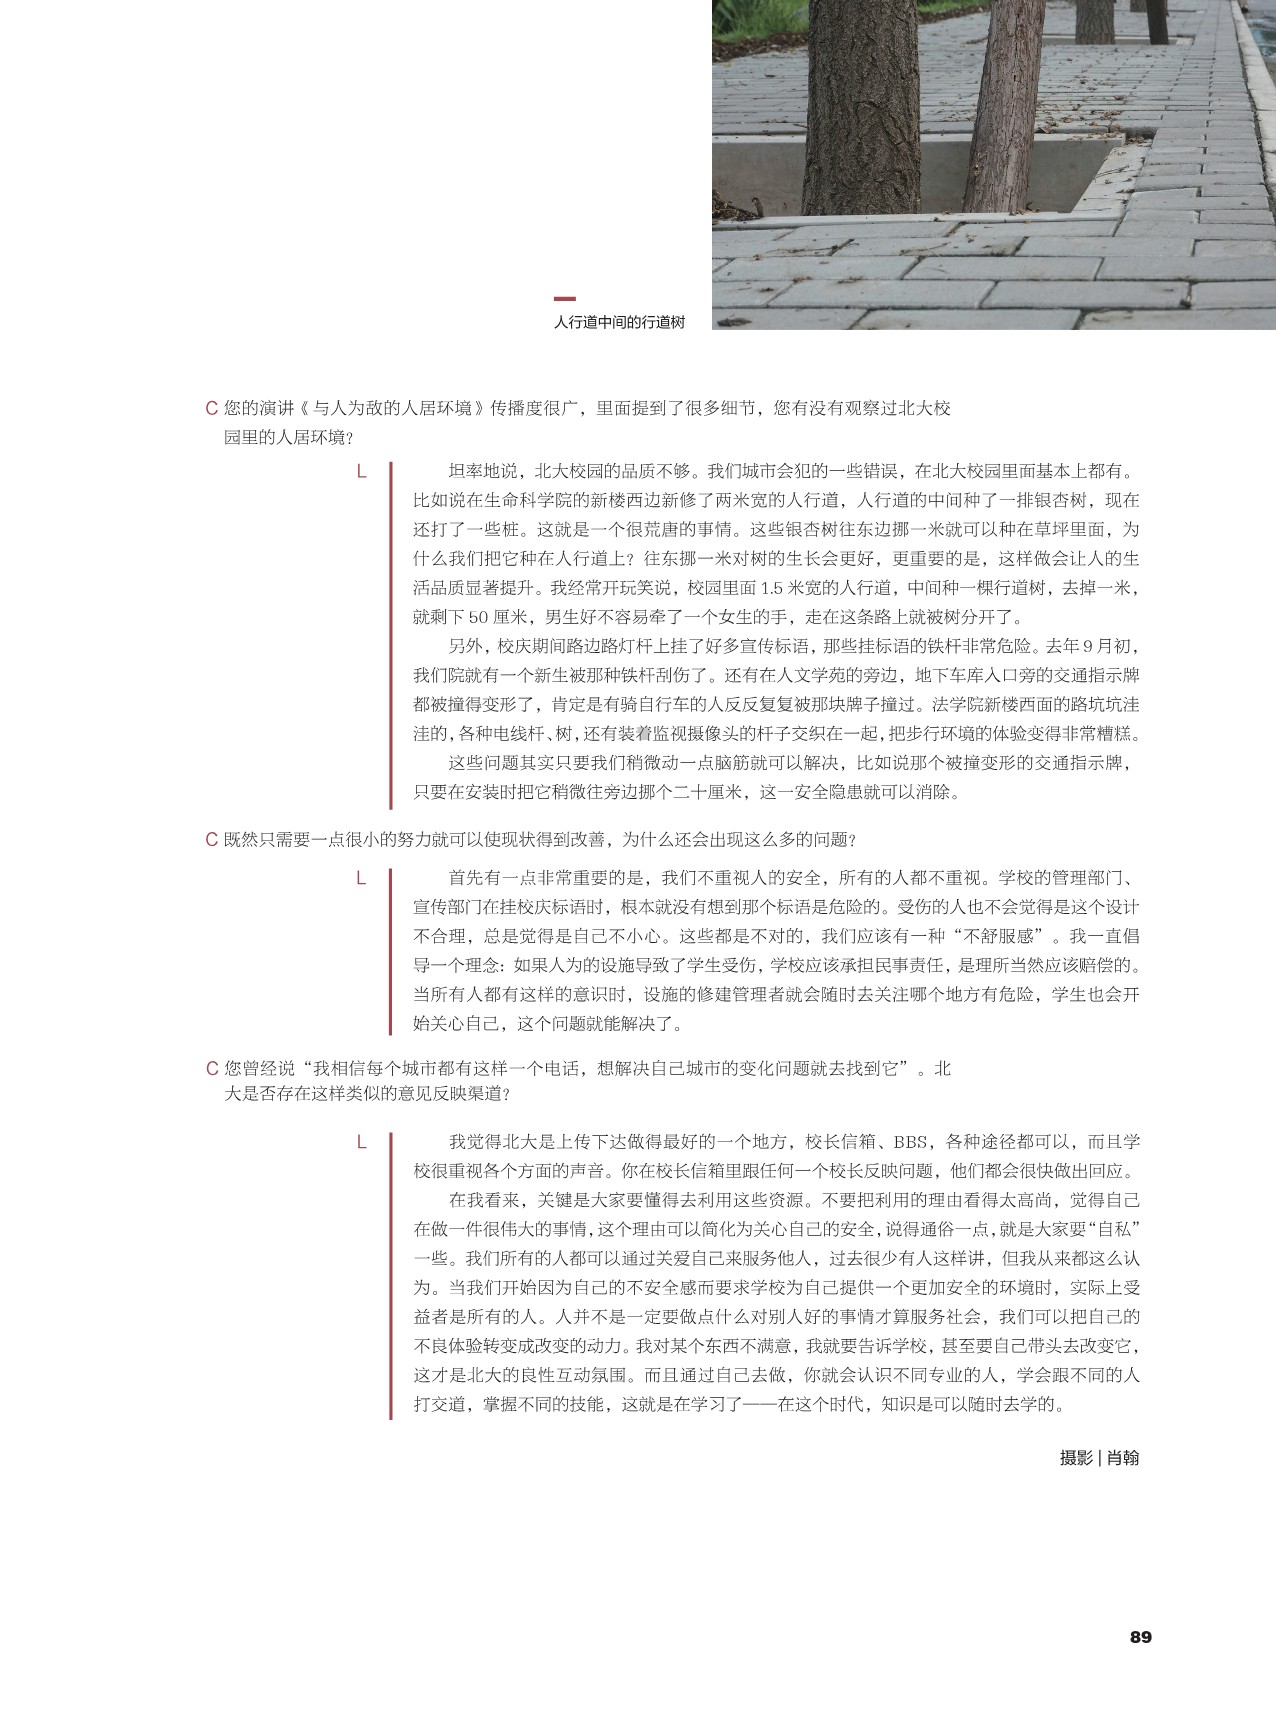 人行道中间的行道树
C 您的演讲《与人为敌的人居环境》传播度很广，里面提到了很多细节，您有没有观察过北大校
园里的人居环境？
L 坦率地说，北大校园的品质不够。我们城市会犯的一些错误，在北大校园里面基本上都有。
比如说在生命科学院的新楼西边新修了两米宽的人行道，人行道的中间种了一排银杏树，现在
还打了一些桩。这就是一个很荒唐的事情。这些银杏树往东边挪一米就可以种在草坪里面，为
什么我们把它种在人行道上？往东挪一米对树的生长会更好，更重要的是，这样做会让人的生
活品质显著提升。我经常开玩笑说，校园里面 1.5 米宽的人行道，中间种一棵行道树，去掉一米，
就剩下 50 厘米，男生好不容易牵了一个女生的手，走在这条路上就被树分开了。
另外，校庆期间路边路灯杆上挂了好多宣传标语，那些挂标语的铁杆非常危险。去年 9 月初，
我们院就有一个新生被那种铁杆刮伤了。还有在人文学苑的旁边，地下车库入口旁的交通指示牌
都被撞得变形了，肯定是有骑自行车的人反反复复被那块牌子撞过。法学院新楼西面的路坑坑洼
洼的，各种电线杆、树，还有装着监视摄像头的杆子交织在一起，把步行环境的体验变得非常糟糕。
这些问题其实只要我们稍微动一点脑筋就可以解决，比如说那个被撞变形的交通指示牌，
只要在安装时把它稍微往旁边挪个二十厘米，这一安全隐患就可以消除。
C 既然只需要一点很小的努力就可以使现状得到改善，为什么还会出现这么多的问题？
L 首先有一点非常重要的是，我们不重视人的安全，所有的人都不重视。学校的管理部门、
宣传部门在挂校庆标语时，根本就没有想到那个标语是危险的。受伤的人也不会觉得是这个设计
不合理，总是觉得是自己不小心。这些都是不对的，我们应该有一种“不舒服感”。我一直倡
导一个理念：如果人为的设施导致了学生受伤，学校应该承担民事责任，是理所当然应该赔偿的。
当所有人都有这样的意识时，设施的修建管理者就会随时去关注哪个地方有危险，学生也会开
始关心自己，这个问题就能解决了。
C 您曾经说“我相信每个城市都有这样一个电话，想解决自己城市的变化问题就去找到它”。北
大是否存在这样类似的意见反映渠道？
L 我觉得北大是上传下达做得最好的一个地方，校长信箱、BBS，各种途径都可以，而且学
校很重视各个方面的声音。你在校长信箱里跟任何一个校长反映问题，他们都会很快做出回应。
在我看来，关键是大家要懂得去利用这些资源。不要把利用的理由看得太高尚，觉得自己
在做一件很伟大的事情，这个理由可以简化为关心自己的安全，说得通俗一点，就是大家要“自私”
一些。我们所有的人都可以通过关爱自己来服务他人，过去很少有人这样讲，但我从来都这么认
为。当我们开始因为自己的不安全感而要求学校为自己提供一个更加安全的环境时，实际上受
益者是所有的人。人并不是一定要做点什么对别人好的事情才算服务社会，我们可以把自己的
不良体验转变成改变的动力。我对某个东西不满意，我就要告诉学校，甚至要自己带头去改变它，
这才是北大的良性互动氛围。而且通过自己去做，你就会认识不同专业的人，学会跟不同的人
打交道，掌握不同的技能，这就是在学习了——在这个时代，知识是可以随时去学的。
摄影 | 肖翰
89